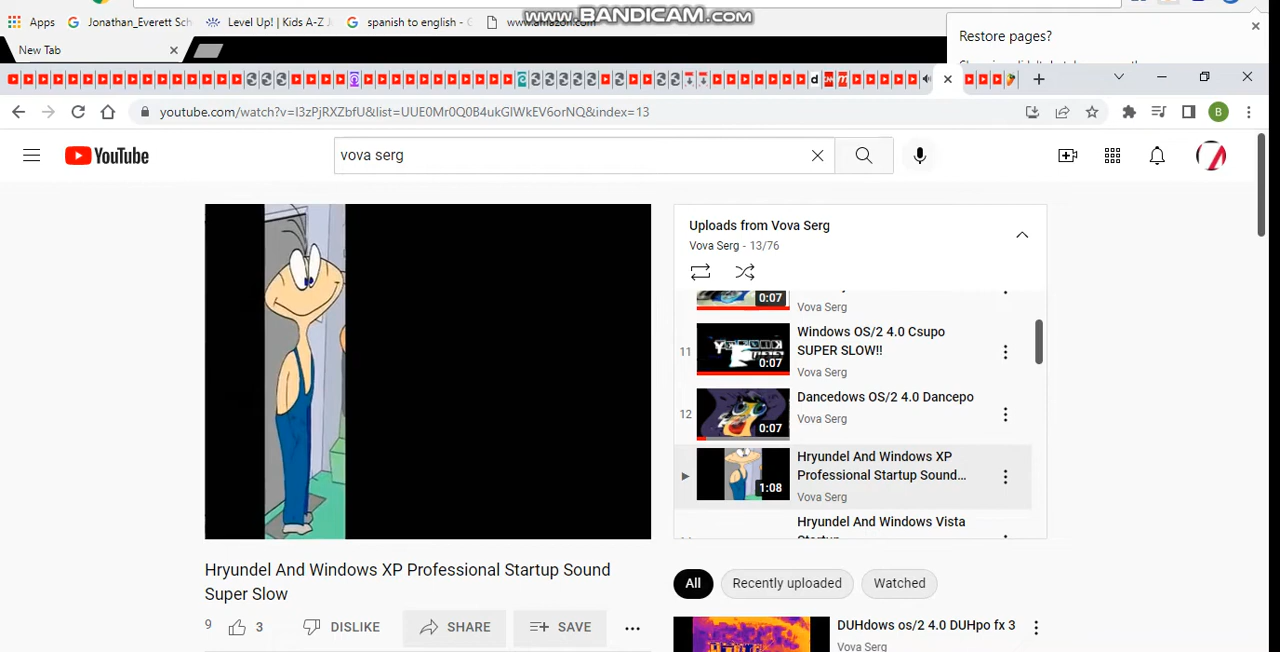 www.BANDICAM.com
Apps
Jonathan_Everett Sch
Level Up! | Kids A-Z
spanish to english -
www.amazon.com
Restore pages?
New Tab
youtube.com/watch?v=I3zPjRXZbfU&list=UUE0Mr0Q0B4ukGlWkEV6orNQ&index=13
B
YouTube
vova serg
Uploads from Vova Serg
Vova Serg - 13/76
0:07
Vova Serg
11
Windows OS/2 4.0 Csupo
SUPER SLOW!!
0:07
Vova Serg
12
Dancedows OS/2 4.0 Dancepo
Vova Serg
0:07
Hryundel And Windows XP
Professional Startup Sound...
1:08
Vova Serg
Hryundel And Windows Vista
Hryundel And Windows XP Professional Startup Sound
Super Slow
9
3
DISLIKE
SHARE
SAVE
All
Recently uploaded
Watched
DUHdows os/2 4.0 DUHpo fx 3
Vova Serg